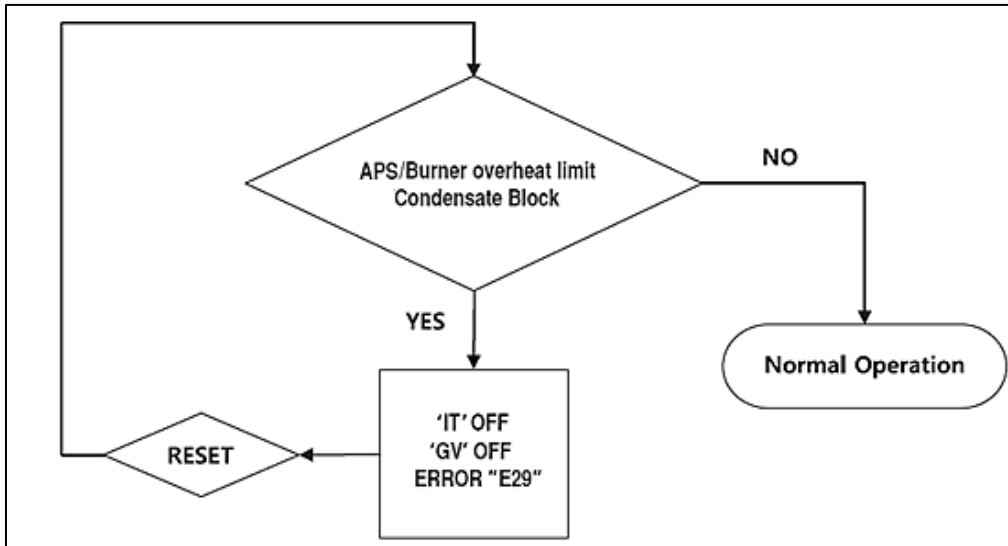 APS/Burner overheat limit
Condensate Block
NO
YES
Normal Operation
‘IT’ OFF
‘GV’ OFF
ERROR “E29“
RESET